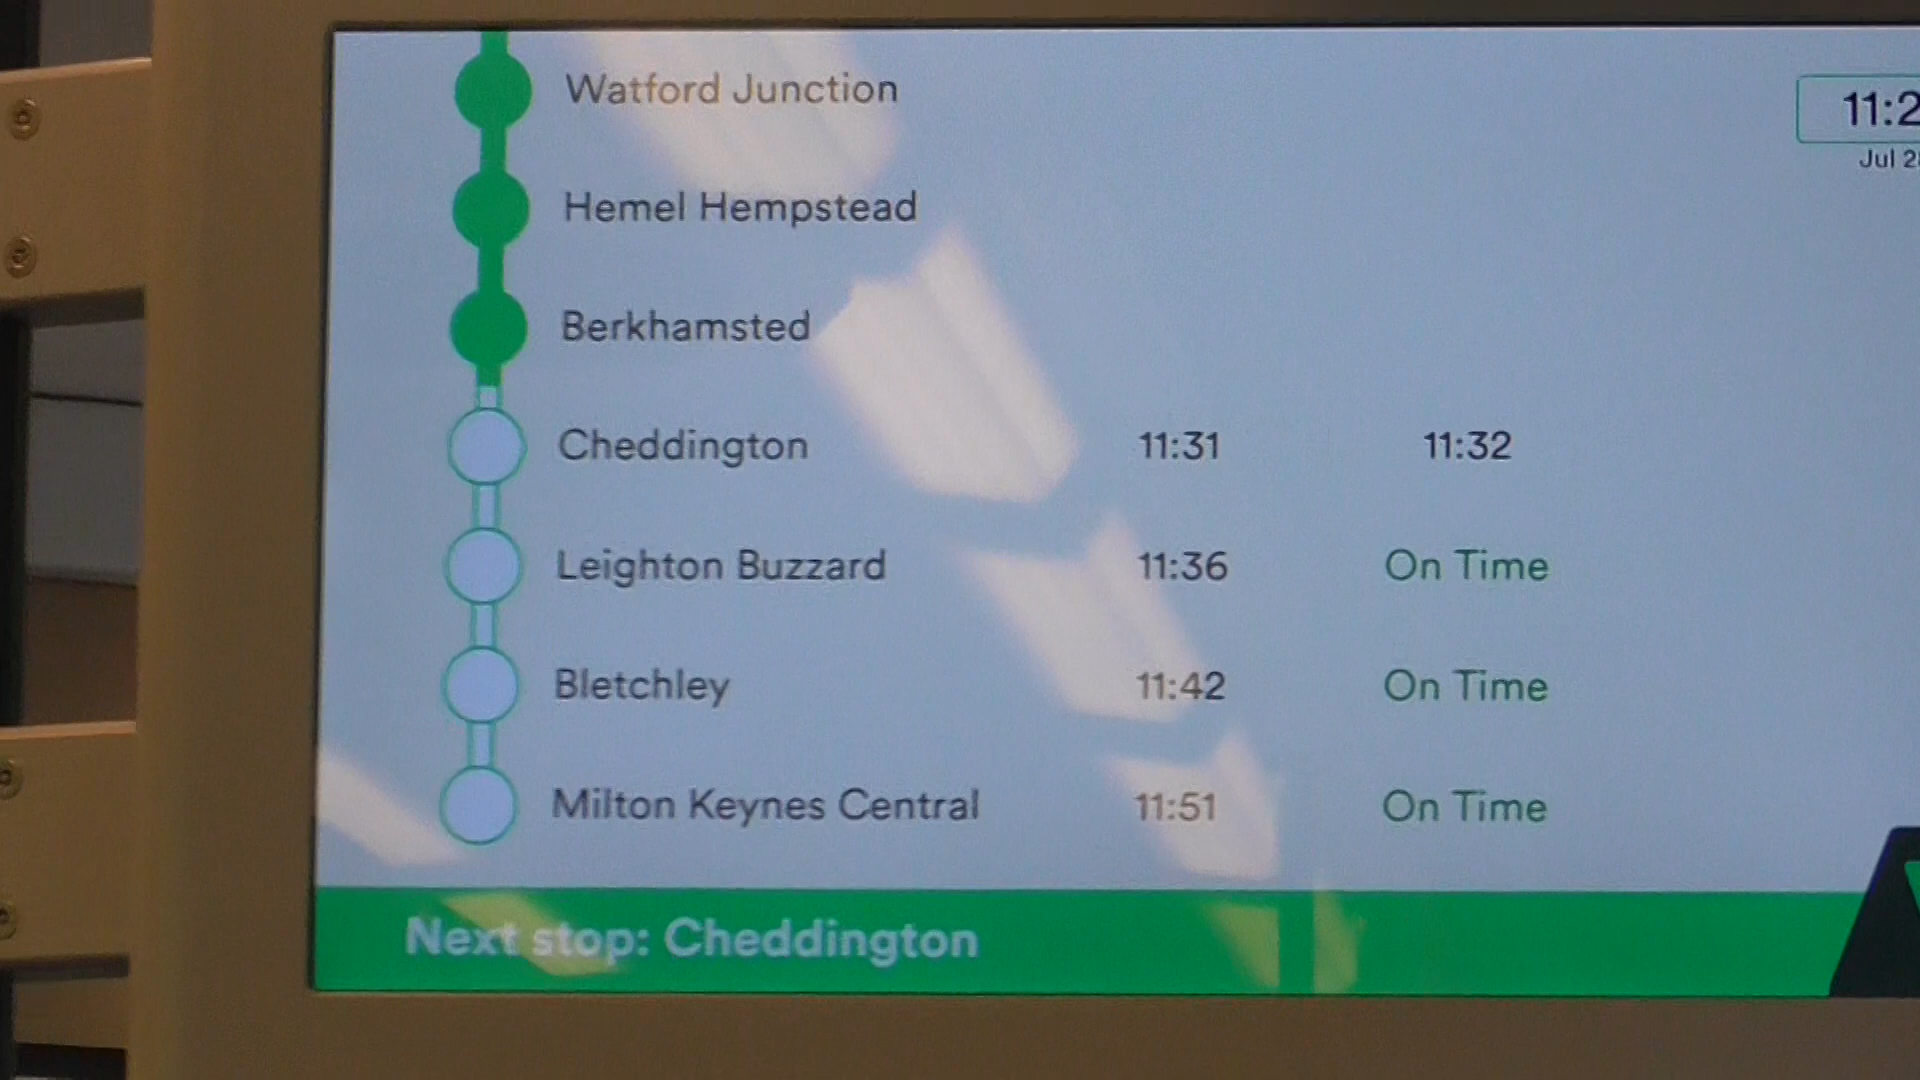 Watford Junction
11:2
Jul 2
Hemel Hempstead
Berkhamsted
Cheddington 11:31 11:32
Leighton Buzzard 11:36 On Time
Bletchley 11:42 On Time
Milton Keynes Central 11:51 On Time
Next stop: Cheddington